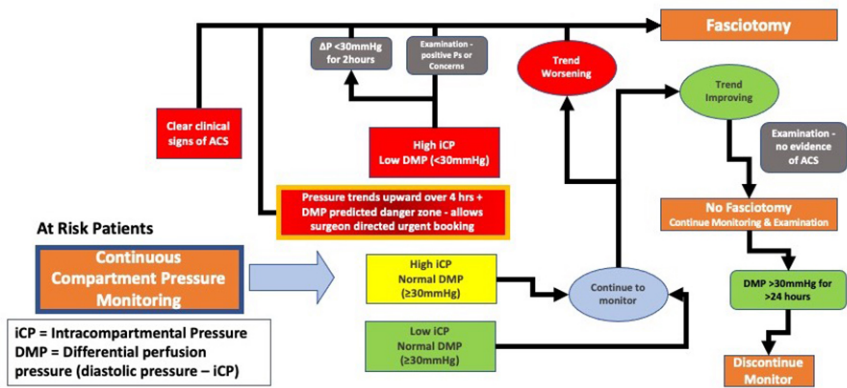 Fasciotomy
ΔP <30mmHg
for 2hours
Examination -
positive Ps or
Concerns
Trend
Worsening
Trend
Improving
Clear clinical
signs of ACS
High iCP
Low DMP (<30mmHg)
Examination -
no evidence
of ACS
Pressure trends upward over 4 hrs +
DMP predicted danger zone - allows
surgeon directed urgent booking
No Fasciotomy
Continue Monitoring & Examination
At Risk Patients
Continuous
Compartment Pressure
Monitoring
High iCP
Normal DMP
(≥30mmHg)
Continue to
monitor
DMP >30mmHg for
>24 hours
iCP = Intracompartmental Pressure
DMP = Differential perfusion
pressure (diastolic pressure – iCP)
Low iCP
Normal DMP
(≥30mmHg)
Discontinue
Monitor